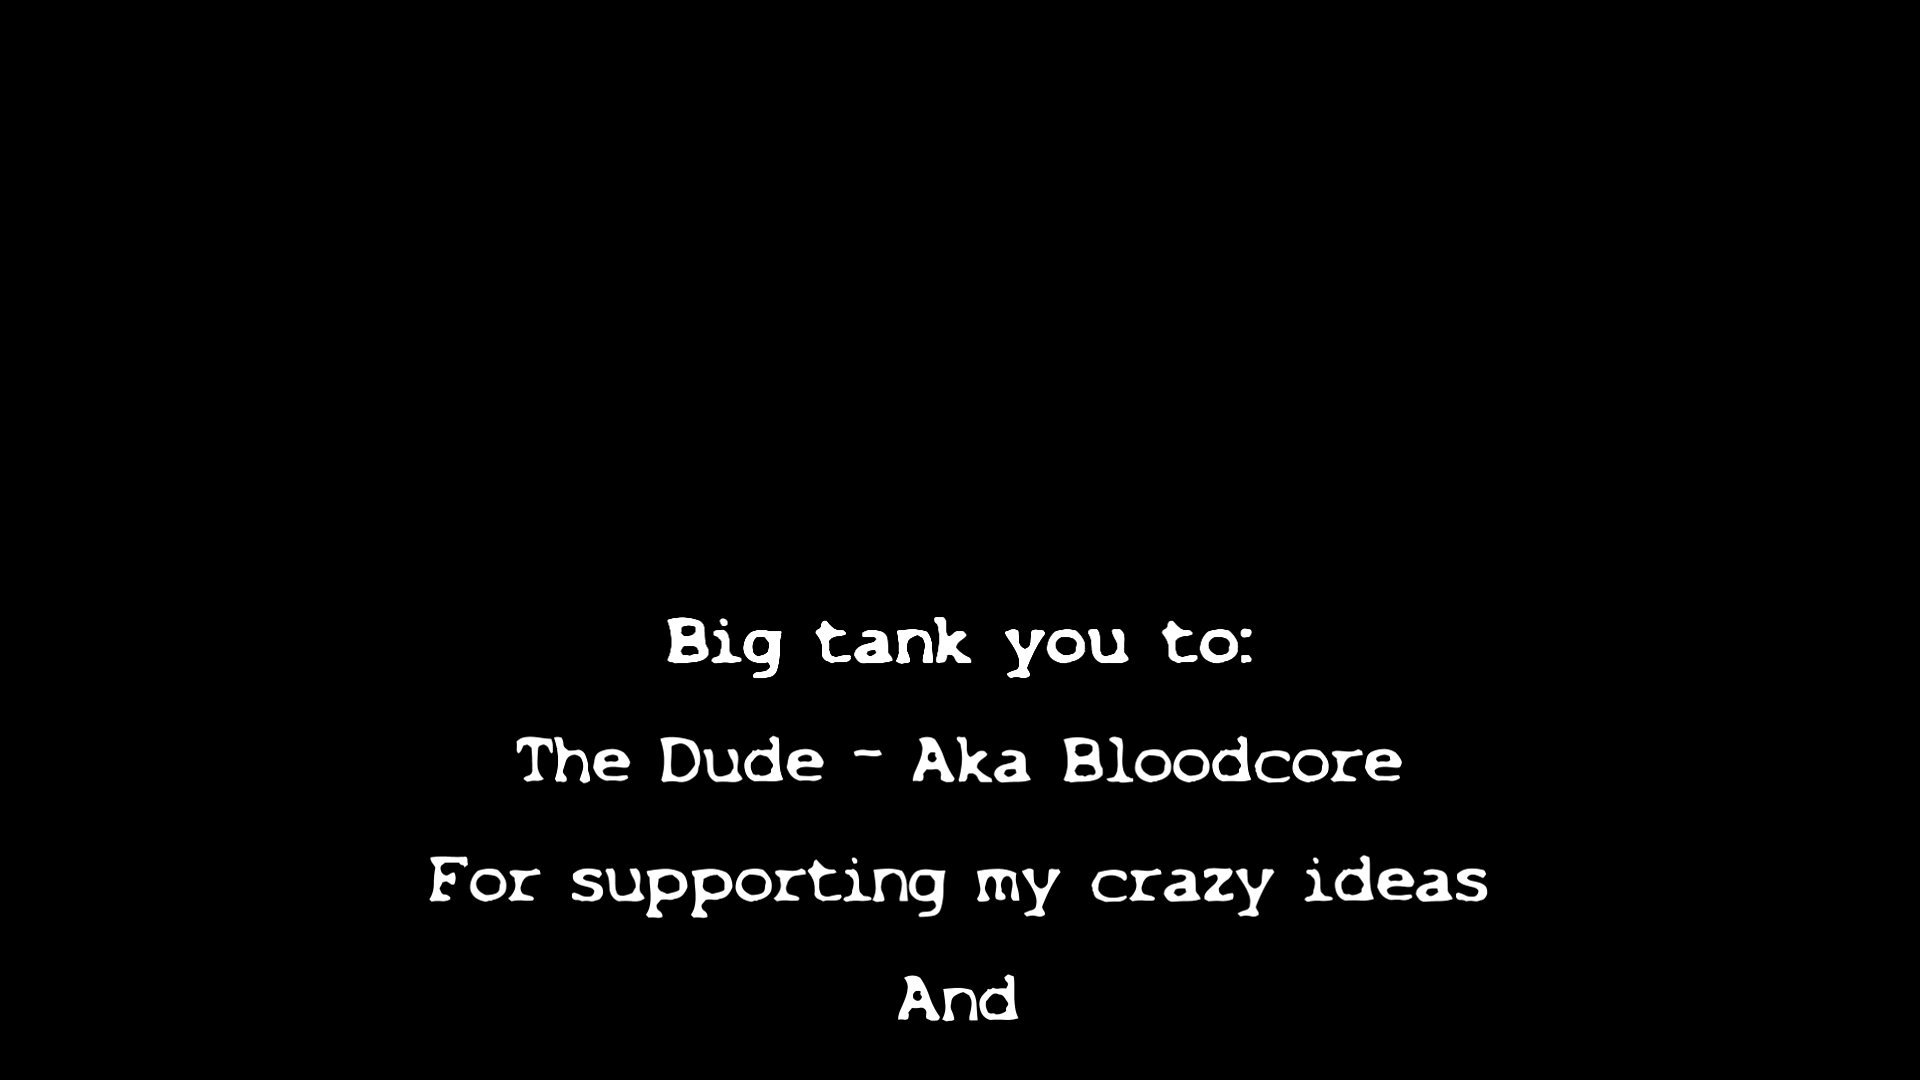 Big tank you to:
The Dude - Aka Bloodcore
For supporting my crazy ideas
And